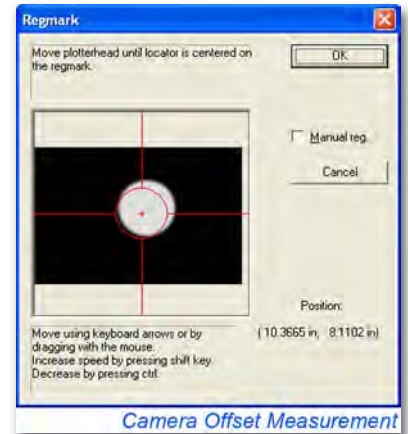 Regmark
Move plotterhead until locator is centered on
the regmark.
OK
Manual reg.
Cancel
Position:
( 10.3665 in,  8.1102 in)
Move using keyboard arrows or by
dragging with the mouse.
Increase speed by pressing shift key.
Decrease by pressing ctrl.
Camera Offset Measurement